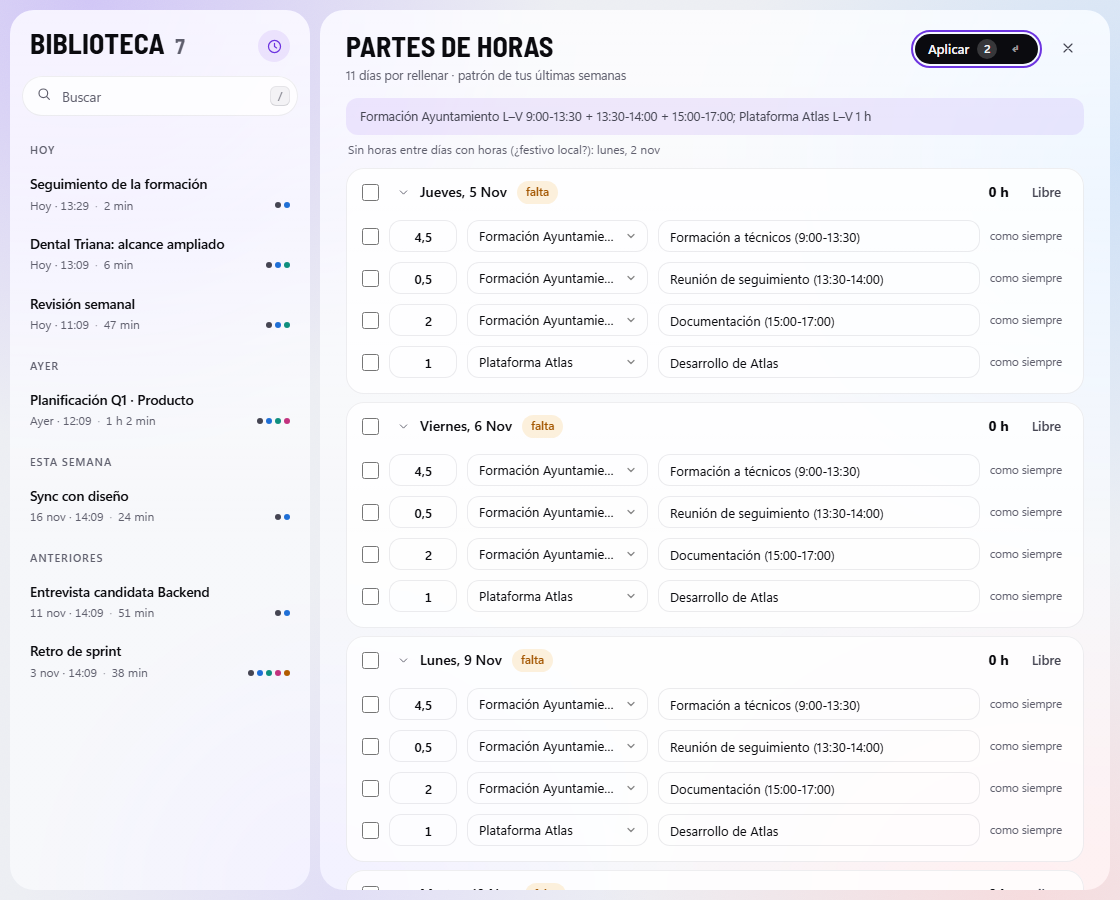 BIBLIOTECA 7
Buscar /
HOY
Seguimiento de la formación
Hoy · 13:29 · 2 min
Dental Triana: alcance ampliado
Hoy · 13:09 · 6 min
Revisión semanal
Hoy · 11:09 · 47 min
AYER
Planificación Q1 · Producto
Ayer · 12:09 · 1 h 2 min
ESTA SEMANA
Sync con diseño
16 nov · 14:09 · 24 min
ANTERIORES
Entrevista candidata Backend
11 nov · 14:09 · 51 min
Retro de sprint
3 nov · 14:09 · 38 min
PARTES DE HORAS
Aplicar 2
11 días por rellenar · patrón de tus últimas semanas
Formación Ayuntamiento L–V 9:00-13:30 + 13:30-14:00 + 15:00-17:00; Plataforma Atlas L–V 1 h
Sin horas entre días con horas (¿festivo local?): lunes, 2 nov
Jueves, 5 Nov falta 0 h Libre
4,5 Formación Ayuntamie... Formación a técnicos (9:00-13:30) como siempre
0,5 Formación Ayuntamie... Reunión de seguimiento (13:30-14:00) como siempre
2 Formación Ayuntamie... Documentación (15:00-17:00) como siempre
1 Plataforma Atlas Desarrollo de Atlas como siempre
Viernes, 6 Nov falta 0 h Libre
4,5 Formación Ayuntamie... Formación a técnicos (9:00-13:30) como siempre
0,5 Formación Ayuntamie... Reunión de seguimiento (13:30-14:00) como siempre
2 Formación Ayuntamie... Documentación (15:00-17:00) como siempre
1 Plataforma Atlas Desarrollo de Atlas como siempre
Lunes, 9 Nov falta 0 h Libre
4,5 Formación Ayuntamie... Formación a técnicos (9:00-13:30) como siempre
0,5 Formación Ayuntamie... Reunión de seguimiento (13:30-14:00) como siempre
2 Formación Ayuntamie... Documentación (15:00-17:00) como siempre
1 Plataforma Atlas Desarrollo de Atlas como siempre